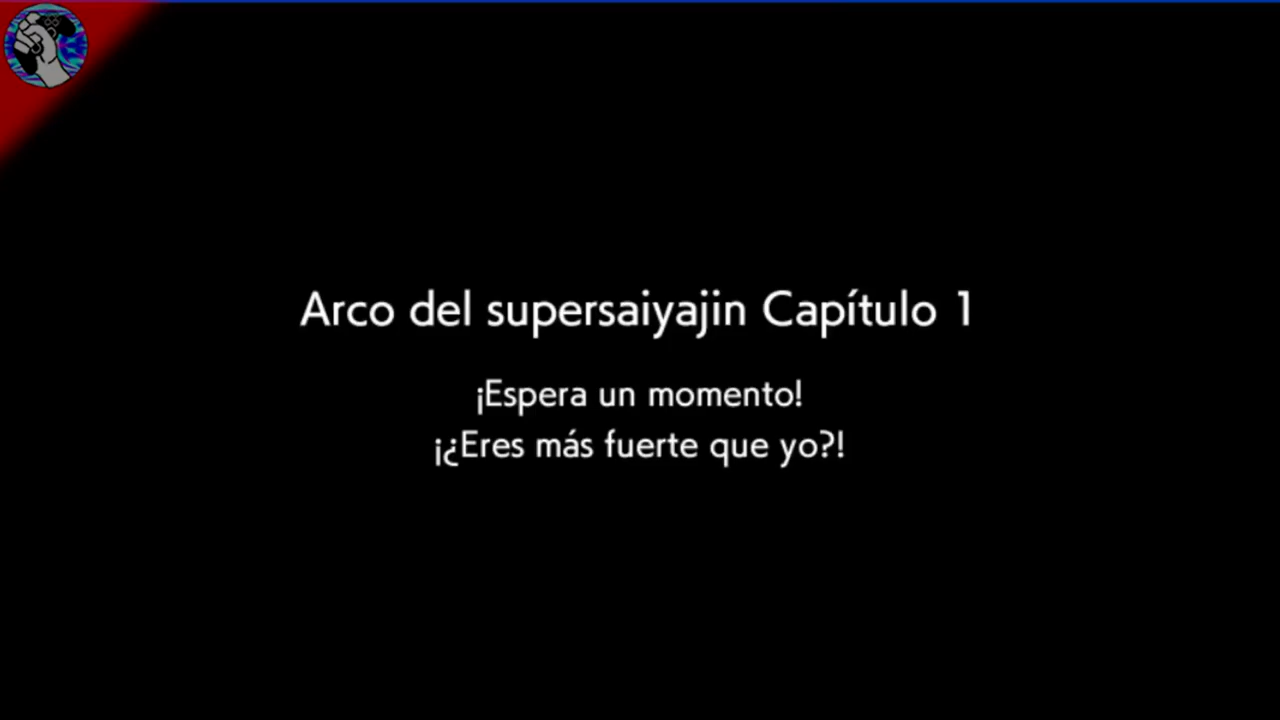 Arco del supersaiyajin Capítulo 1
¡Espera un momento!
¡¿Eres más fuerte que yo?!